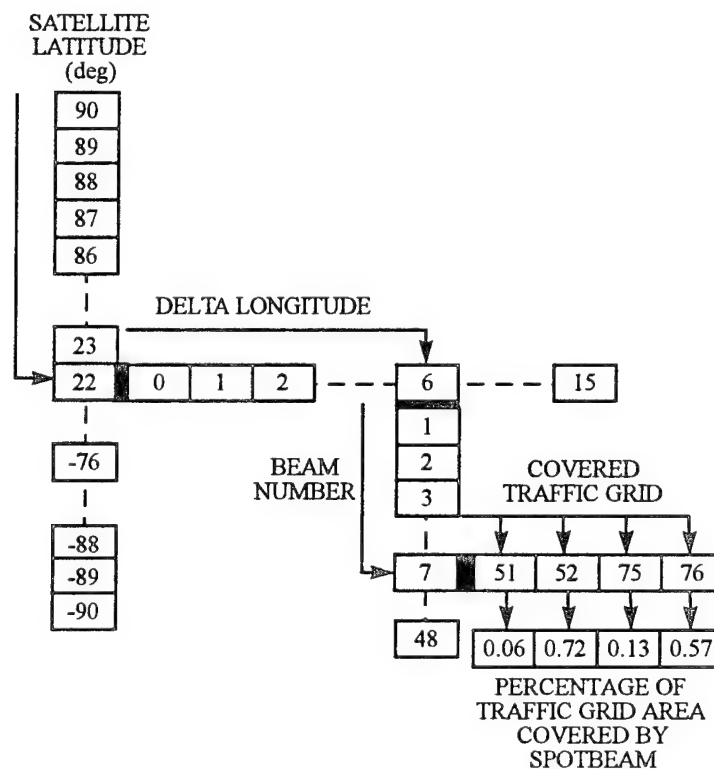 SATELLITE
LATITUDE
(deg)
90
89
88
87
86
DELTA LONGITUDE
23
22 0 1 2 6 15
1
-76 2
3
BEAM
NUMBER
COVERED
TRAFFIC GRID
-88
-89
-90
7 51 52 75 76
48 0.06 0.72 0.13 0.57
PERCENTAGE OF
TRAFFIC GRID AREA
COVERED BY
SPOTBEAM